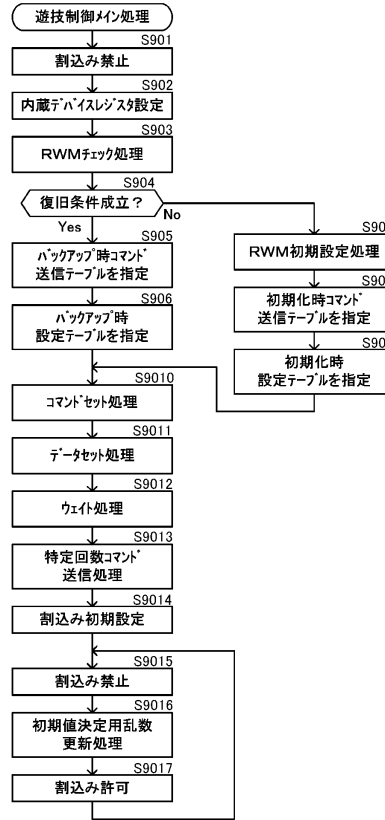 遊技制御メイン処理
S901
割込み禁止
S902
内蔵デバイスレジスタ設定
S903
RWMチェック処理
S904
復旧条件成立？
Yes
No
S905
バックアップ時コマンド
送信テーブルを指定
S906
バックアップ時
設定テーブルを指定
S90
RWM初期設定処理
S90
初期化時コマンド
送信テーブルを指定
S90
初期化時
設定テーブルを指定
S9010
コマンドセット処理
S9011
データセット処理
S9012
ウェイト処理
S9013
特定回数コマンド
送信処理
S9014
割込み初期設定
S9015
割込み禁止
S9016
初期値決定用乱数
更新処理
S9017
割込み許可